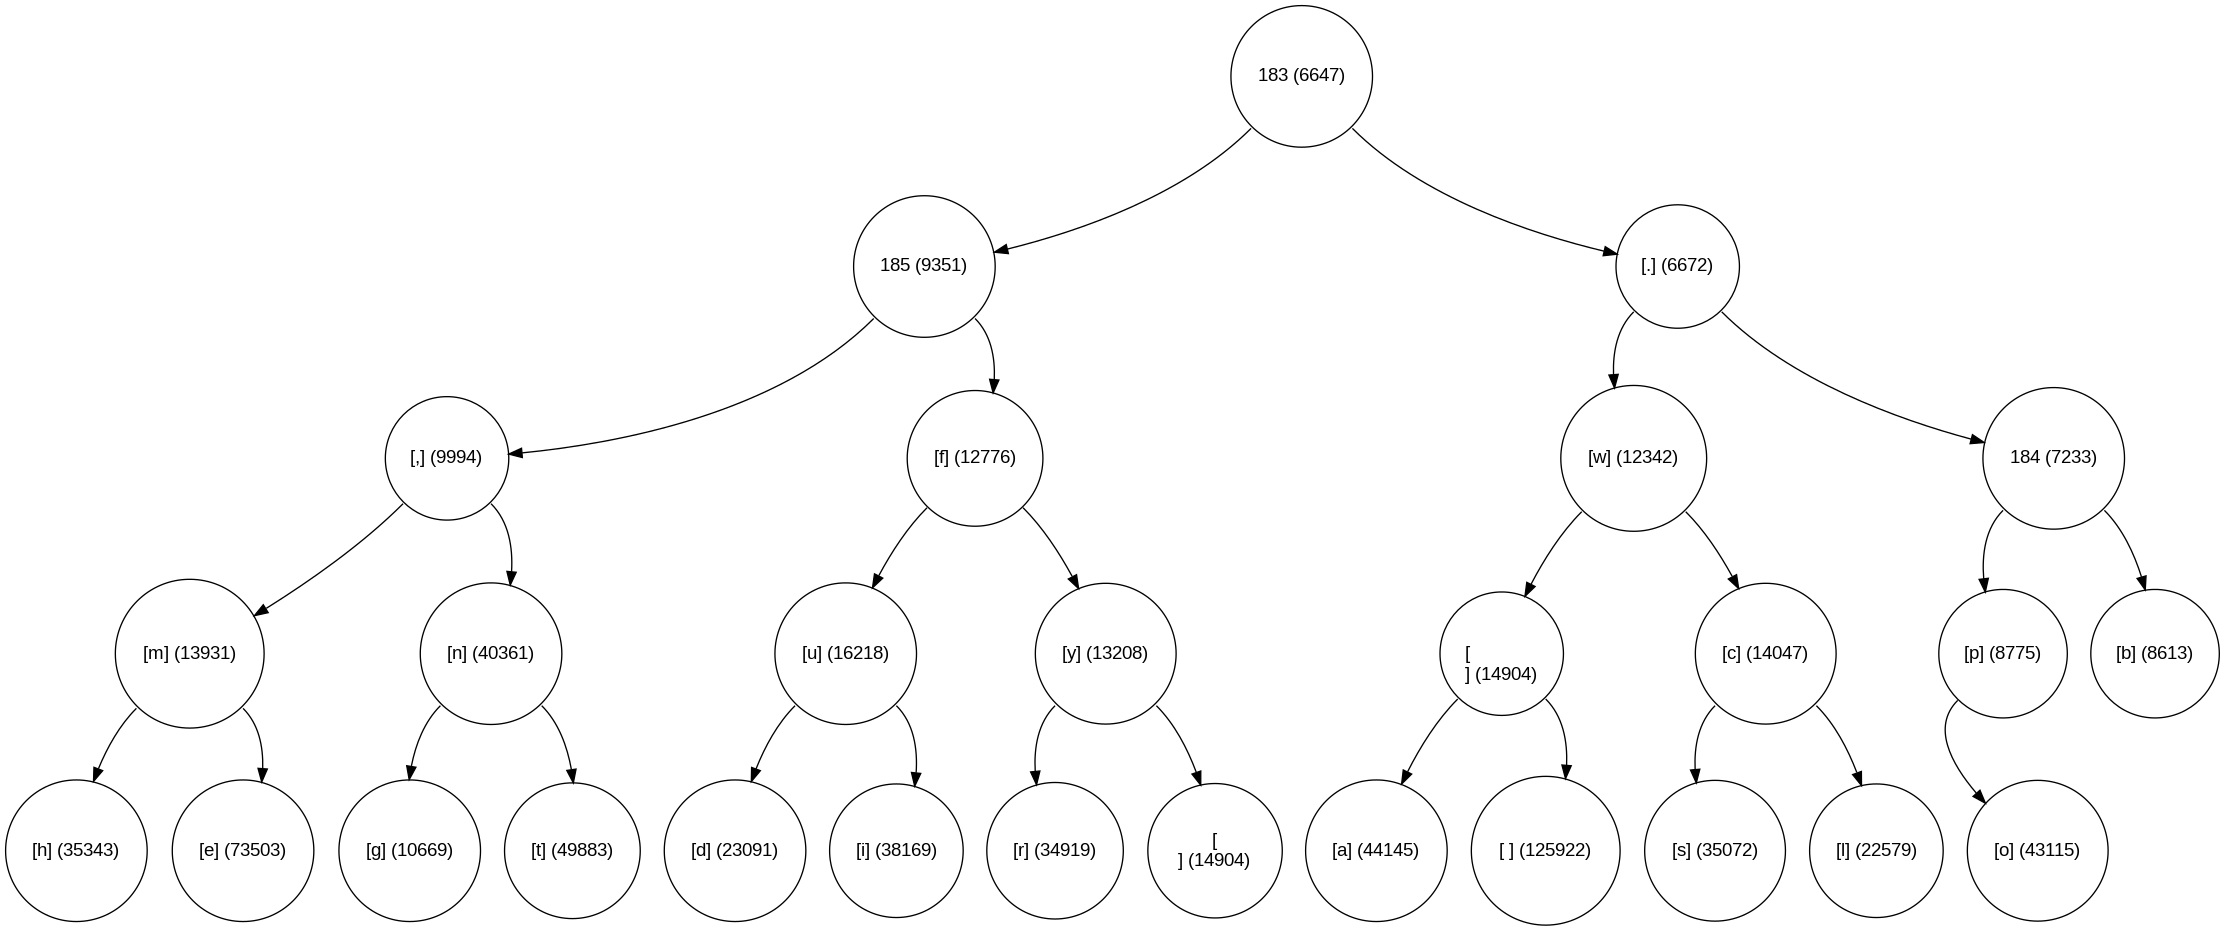 183 (6647)
185 (9351)
[.] (6672)
[,] (9994)
[f] (12776)
[w] (12342)
184 (7233)
[m] (13931)
[n] (40361)
[u] (16218)
[y] (13208)
[
] (14904)
[c] (14047)
[p] (8775)
[b] (8613)
[h] (35343)
[e] (73503)
[g] (10669)
[t] (49883)
[d] (23091)
[i] (38169)
[r] (34919)
[
] (14904)
[a] (44145)
[ ] (125922)
[s] (35072)
[l] (22579)
[o] (43115)